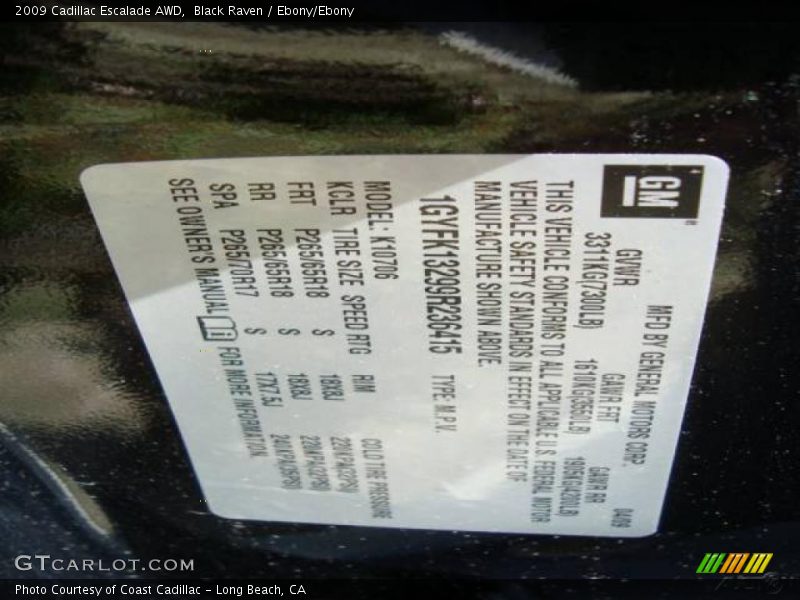 2009 Cadillac Escalade AWD, Black Raven / Ebony/Ebony
GM
MFD BY GENERAL MOTORS CORP.
04/09
GVWR GAWR FRT GAWR RR
3311KG(7300LB) 1610KG(3550LB) 1905KG(4200LB)
THIS VEHICLE CONFORMS TO ALL APPLICABLE U.S. FEDERAL MOTOR
VEHICLE SAFETY STANDARDS IN EFFECT ON THE DATE OF
MANUFACTURE SHOWN ABOVE
1GYFK13299R236415 TYPE: M.P.V.
MODEL: K10706
KCLR TIRE SIZE SPEED RTG RIM COLD TIRE PRESSURE
FRT P265/65R18 S 18X8J
RR P265/65R18 S 18X8J
SPA P265/70R17 S 17X7.5J
SEE OWNER'S MANUAL FOR MORE INFORMATION.
GTCARLOT.COM
Photo Courtesy of Coast Cadillac - Long Beach, CA